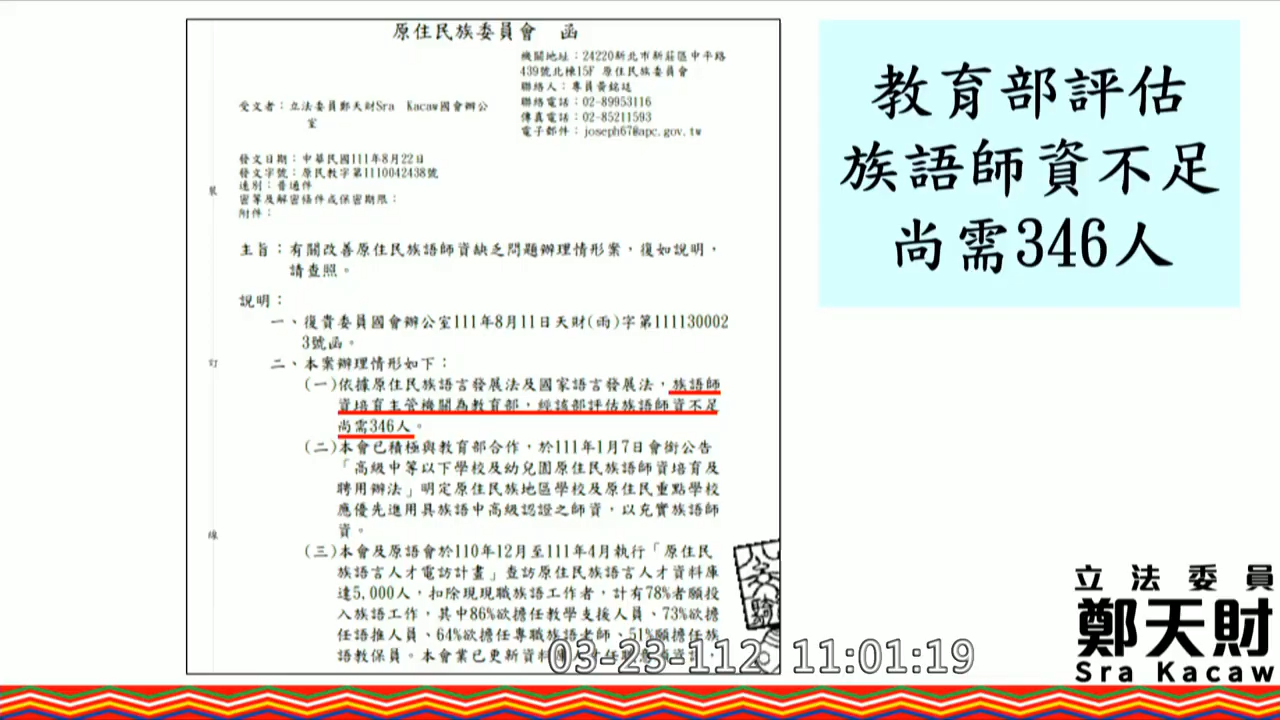 原住民族委員會 函
機關地址：24220新北市新莊區中平路
439號北棟15F 原住民族委員會
聯絡人：專員黃銘廷
聯絡電話：02-89953116
傳真電話：02-85211593
電子郵件：joseph67@apc.gov.tw
受文者：立法委員鄭天財Sra Kacaw國會辦公
室
發文日期：中華民國111年8月22日
發文字號：原民教字第1110042438號
速別：普通件
密等及解密條件或保密期限：
附件：
主旨：有關改善原住民族語師資缺乏問題辦理情形案，復如說明，
請查照。
說明：
一、復貴委員國會辦公室111年8月11日天財(雨)字第111130002
3號函。
二、本案辦理情形如下：
(一)依據原住民族語言發展法及國家語言發展法，族語師
資培育主管機關為教育部，經該部評估族語師資不足
尚需346人。
(二)本會已積極與教育部合作，於111年1月7日會銜公告
「高級中等以下學校及幼兒園原住民族語師資培育及
聘用辦法」明定原住民族地區學校及原住民重點學校
應優先進用具族語中高級認證之師資，以充實族語師
資。
(三)本會及原語會於110年12月至111年4月執行「原住民
族語言人才電訪計畫」查訪原住民族語言人才資料庫
達5,000人，扣除現現職族語工作者，計有78%者願投
入族語工作，其中86%欲擔任教學支援人員、73%欲擔
任語推人員、64%欲擔任專職族語老師、51%願擔任族
語教保員。本會業已更新資料
裝
訂
線
教育部評估
族語師資不足
尚需346人
03-23-112 11:01:19
立法委員
鄭天財
Sra Kacaw